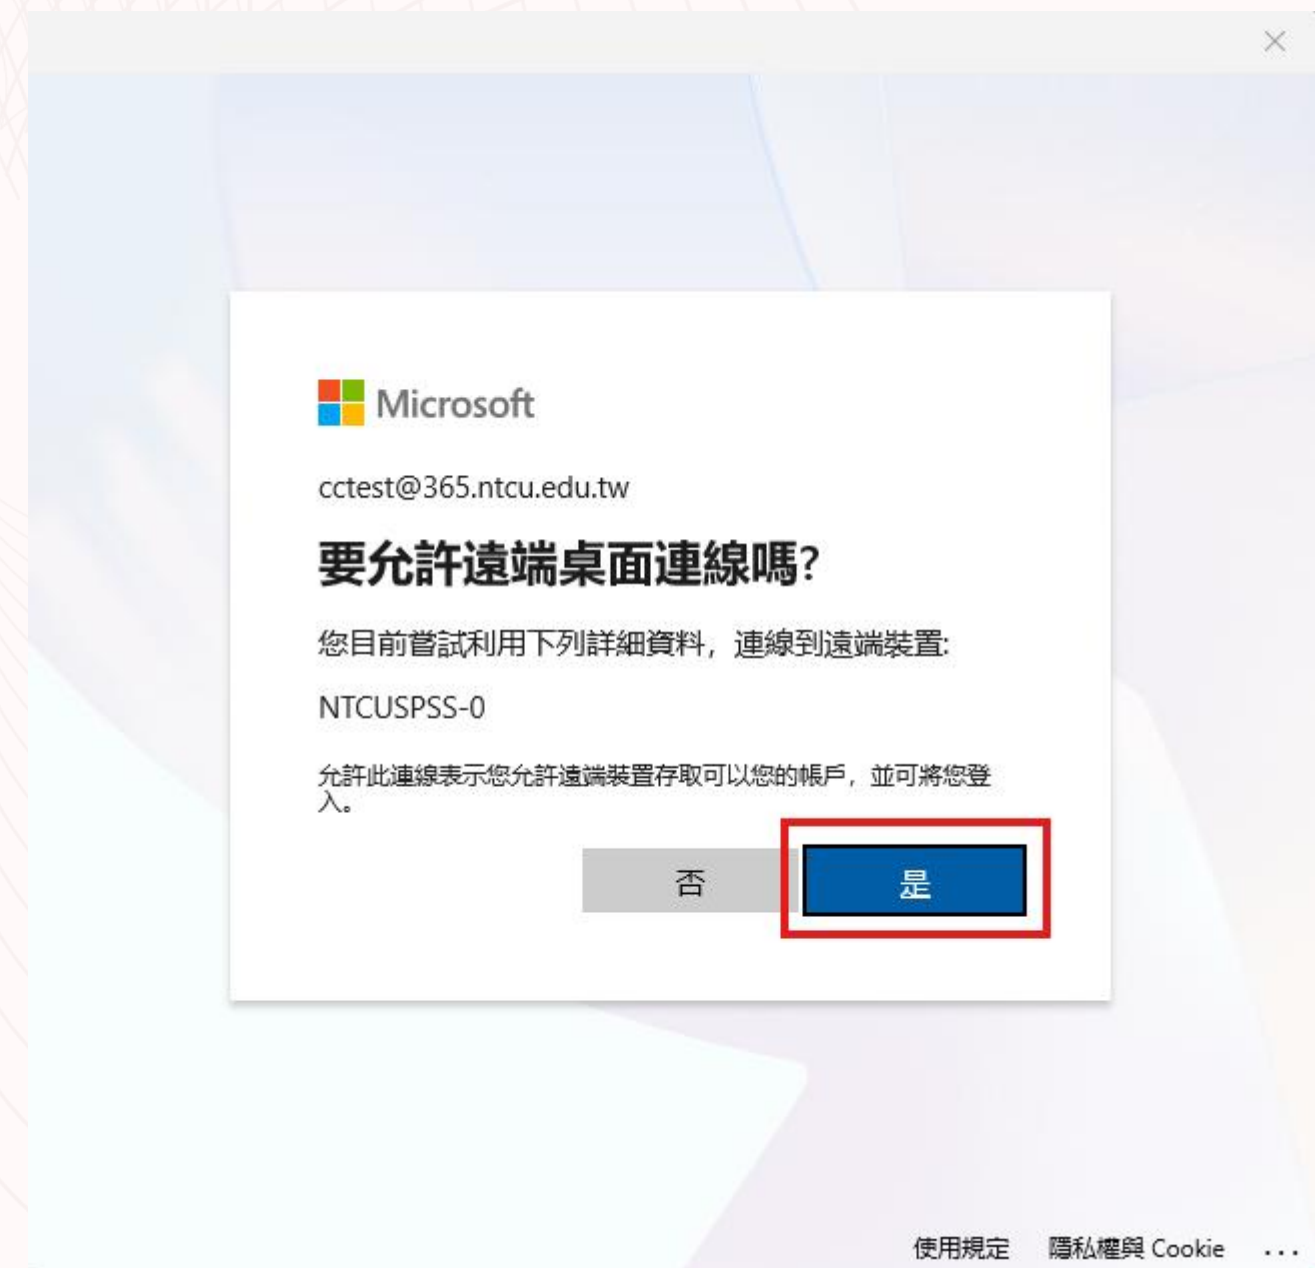 Microsoft
cctest@365.ntcu.edu.tw
要允許遠端桌面連線嗎?
您目前嘗試利用下列詳細資料，連線到遠端裝置:
NTCUSPSS-0
允許此連線表示您允許遠端裝置存取可以您的帳戶，並可將您登
入。
否 是
使用規定 隱私權與 Cookie ...